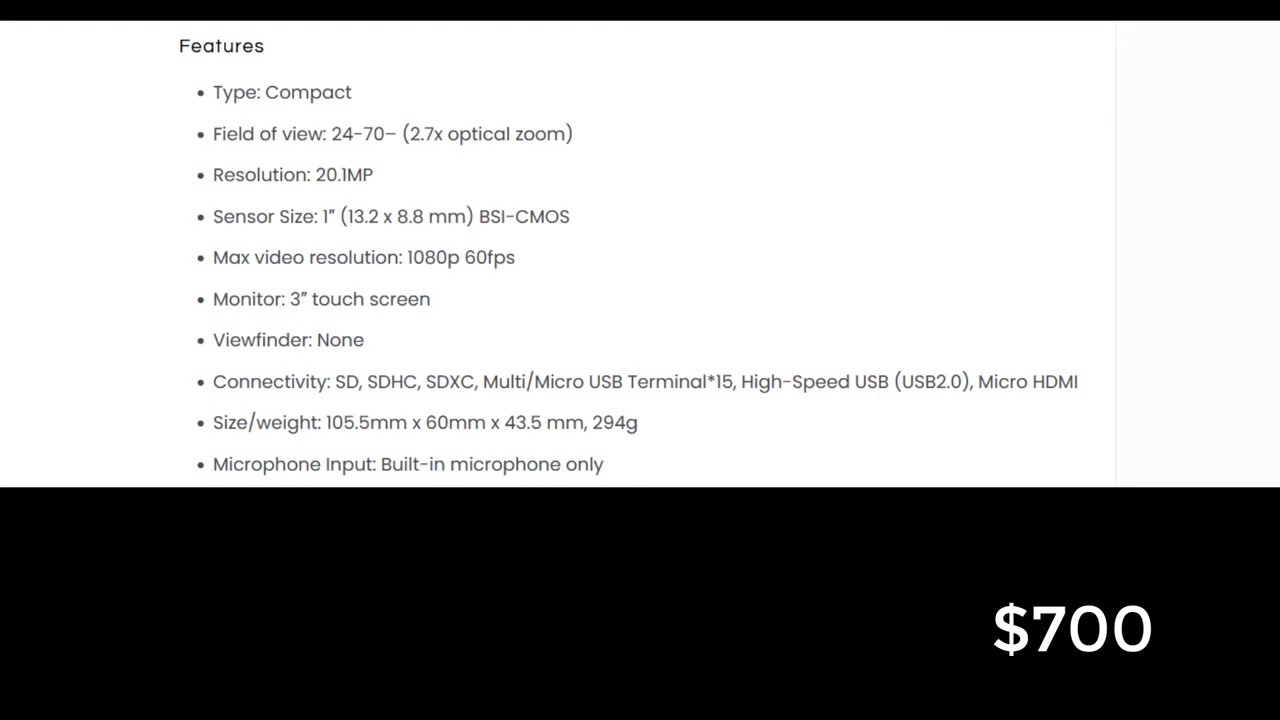 Features
• Type: Compact
• Field of view: 24-70– (2.7x optical zoom)
• Resolution: 20.1MP
• Sensor Size: 1” (13.2 x 8.8 mm) BSI-CMOS
• Max video resolution: 1080p 60fps
• Monitor: 3” touch screen
• Viewfinder: None
• Connectivity: SD, SDHC, SDXC, Multi/Micro USB Terminal*15, High-Speed USB (USB2.0), Micro HDMI
• Size/weight: 105.5mm x 60mm x 43.5 mm, 294g
• Microphone Input: Built-in microphone only
$700